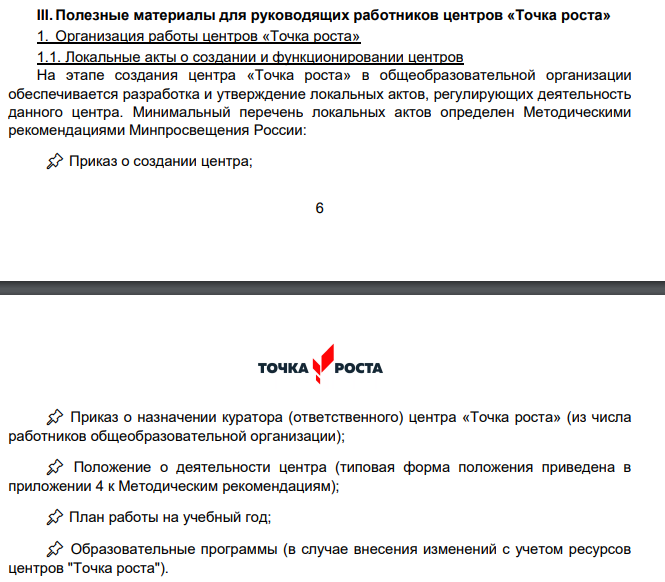 III. Полезные материалы для руководящих работников центров «Точка роста»
1. Организация работы центров «Точка роста»
1.1. Локальные акты о создании и функционировании центров
На этапе создания центра «Точка роста» в общеобразовательной организации
обеспечивается разработка и утверждение локальных актов, регулирующих деятельность
данного центра. Минимальный перечень локальных актов определен Методическими
рекомендациями Минпросвещения России:
Приказ о создании центра;
6
ТОЧКА РОСТА
Приказ о назначении куратора (ответственного) центра «Точка роста» (из числа
работников общеобразовательной организации);
Положение о деятельности центра (типовая форма положения приведена в
приложении 4 к Методическим рекомендациям);
План работы на учебный год;
Образовательные программы (в случае внесения изменений с учетом ресурсов
центров "Точка роста").